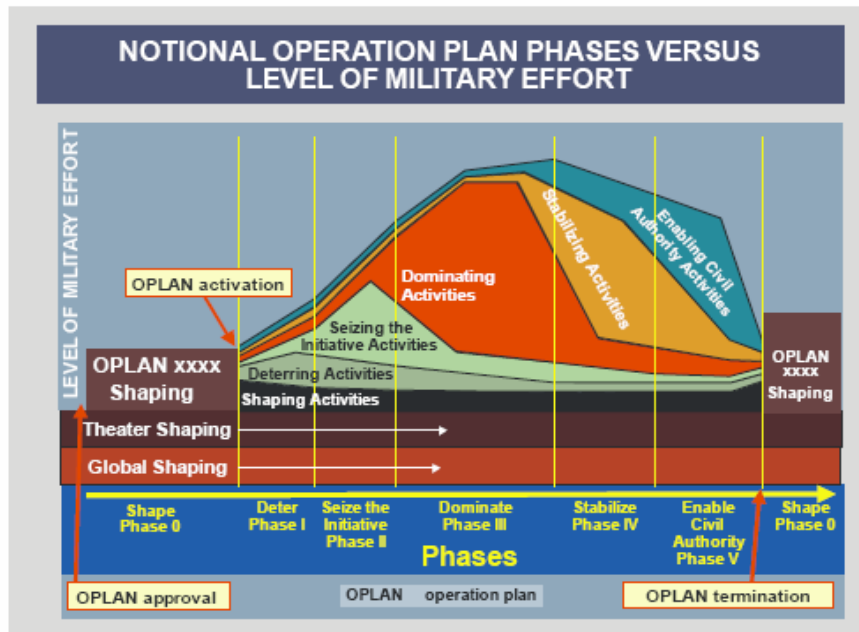 NOTIONAL OPERATION PLAN PHASES VERSUS
LEVEL OF MILITARY EFFORT
LEVEL OF MILITARY EFFORT
OPLAN activation
OPLAN xxxx
Shaping
Dominating
Activities
Stabilizing Activities
Enabling Civil
Authority Activities
Seizing the
Initiative Activities
Deterring Activities
Shaping Activities
OPLAN
xxxx
Shaping
Theater Shaping
Global Shaping
Shape
Phase 0
Deter
Phase I
Seize the
Initiative
Phase II
Dominate
Phase III
Stabilize
Phase IV
Enable
Civil
Authority
Phase V
Shape
Phase 0
Phases
OPLAN approval
OPLAN operation plan
OPLAN termination